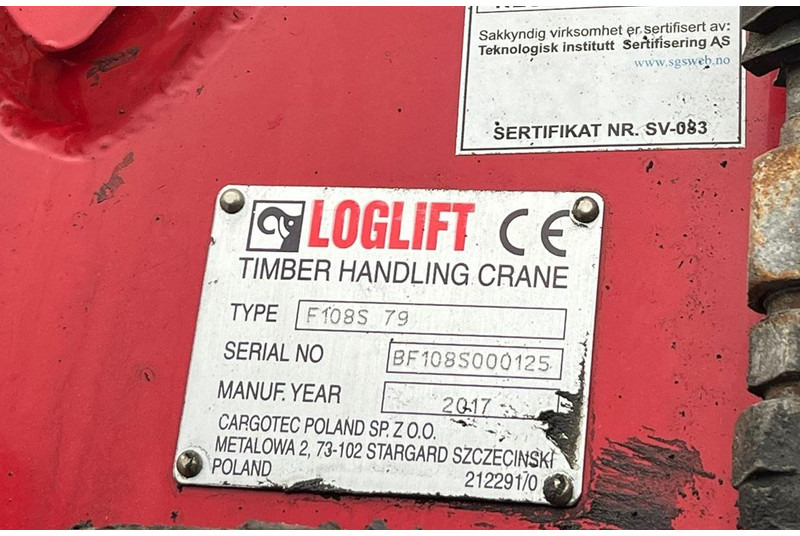 Sakkyndig virksomhet er sertifisert av:
Teknologisk institutt Sertifisering AS
www.sgsweb.no
SERTIFIKAT NR. SV-083
LOGLIFT CE
TIMBER HANDLING CRANE
TYPE F108S 79
SERIAL NO BF108S000125
MANUF. YEAR 2017
CARGOTEC POLAND SP. Z O.O.
METALOWA 2, 73-102 STARGARD SZCZECINSKI
POLAND 212291/0